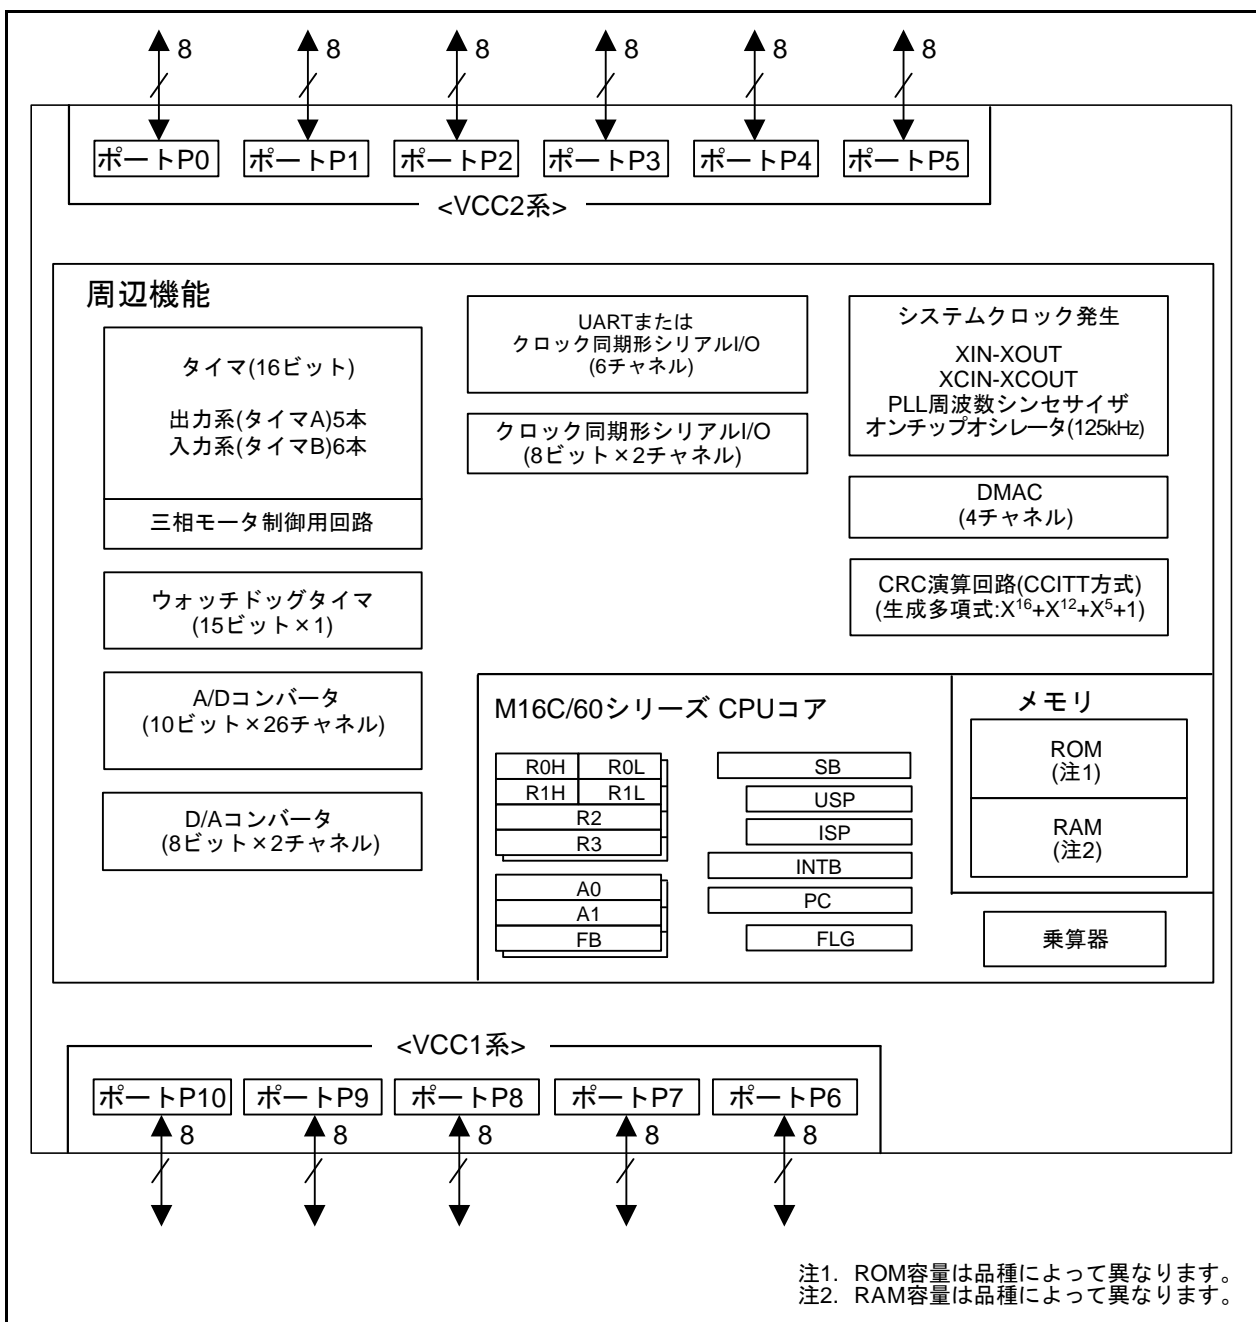 8 8 8 8 8 8
ポートP0 ポートP1 ポートP2 ポートP3 ポートP4 ポートP5
<VCC2系>
周辺機能
タイマ(16ビット)
出力系(タイマA)5本
入力系(タイマB)6本
三相モータ制御用回路
ウォッチドッグタイマ
(15ビット×1)
A/Dコンバータ
(10ビット×26チャネル)
D/Aコンバータ
(8ビット×2チャネル)
UARTまたは
クロック同期形シリアルI/O
(6チャネル)
クロック同期形シリアルI/O
(8ビット×2チャネル)
システムクロック発生
XIN-XOUT
XCIN-XCOUT
PLL周波数シンセサイザ
オンチップオシレータ(125kHz)
DMAC
(4チャネル)
CRC演算回路(CCITT方式)
(生成多項式:X¹⁶+X¹²+X⁵+1)
M16C/60シリーズ CPUコア
R0H R0L
R1H R1L
R2
R3
A0
A1
FB
SB
USP
ISP
INTB
PC
FLG
メモリ
ROM
(注1)
RAM
(注2)
乗算器
<VCC1系>
ポートP10 ポートP9 ポートP8 ポートP7 ポートP6
8 8 8 8 8
注1. ROM容量は品種によって異なります。
注2. RAM容量は品種によって異なります。